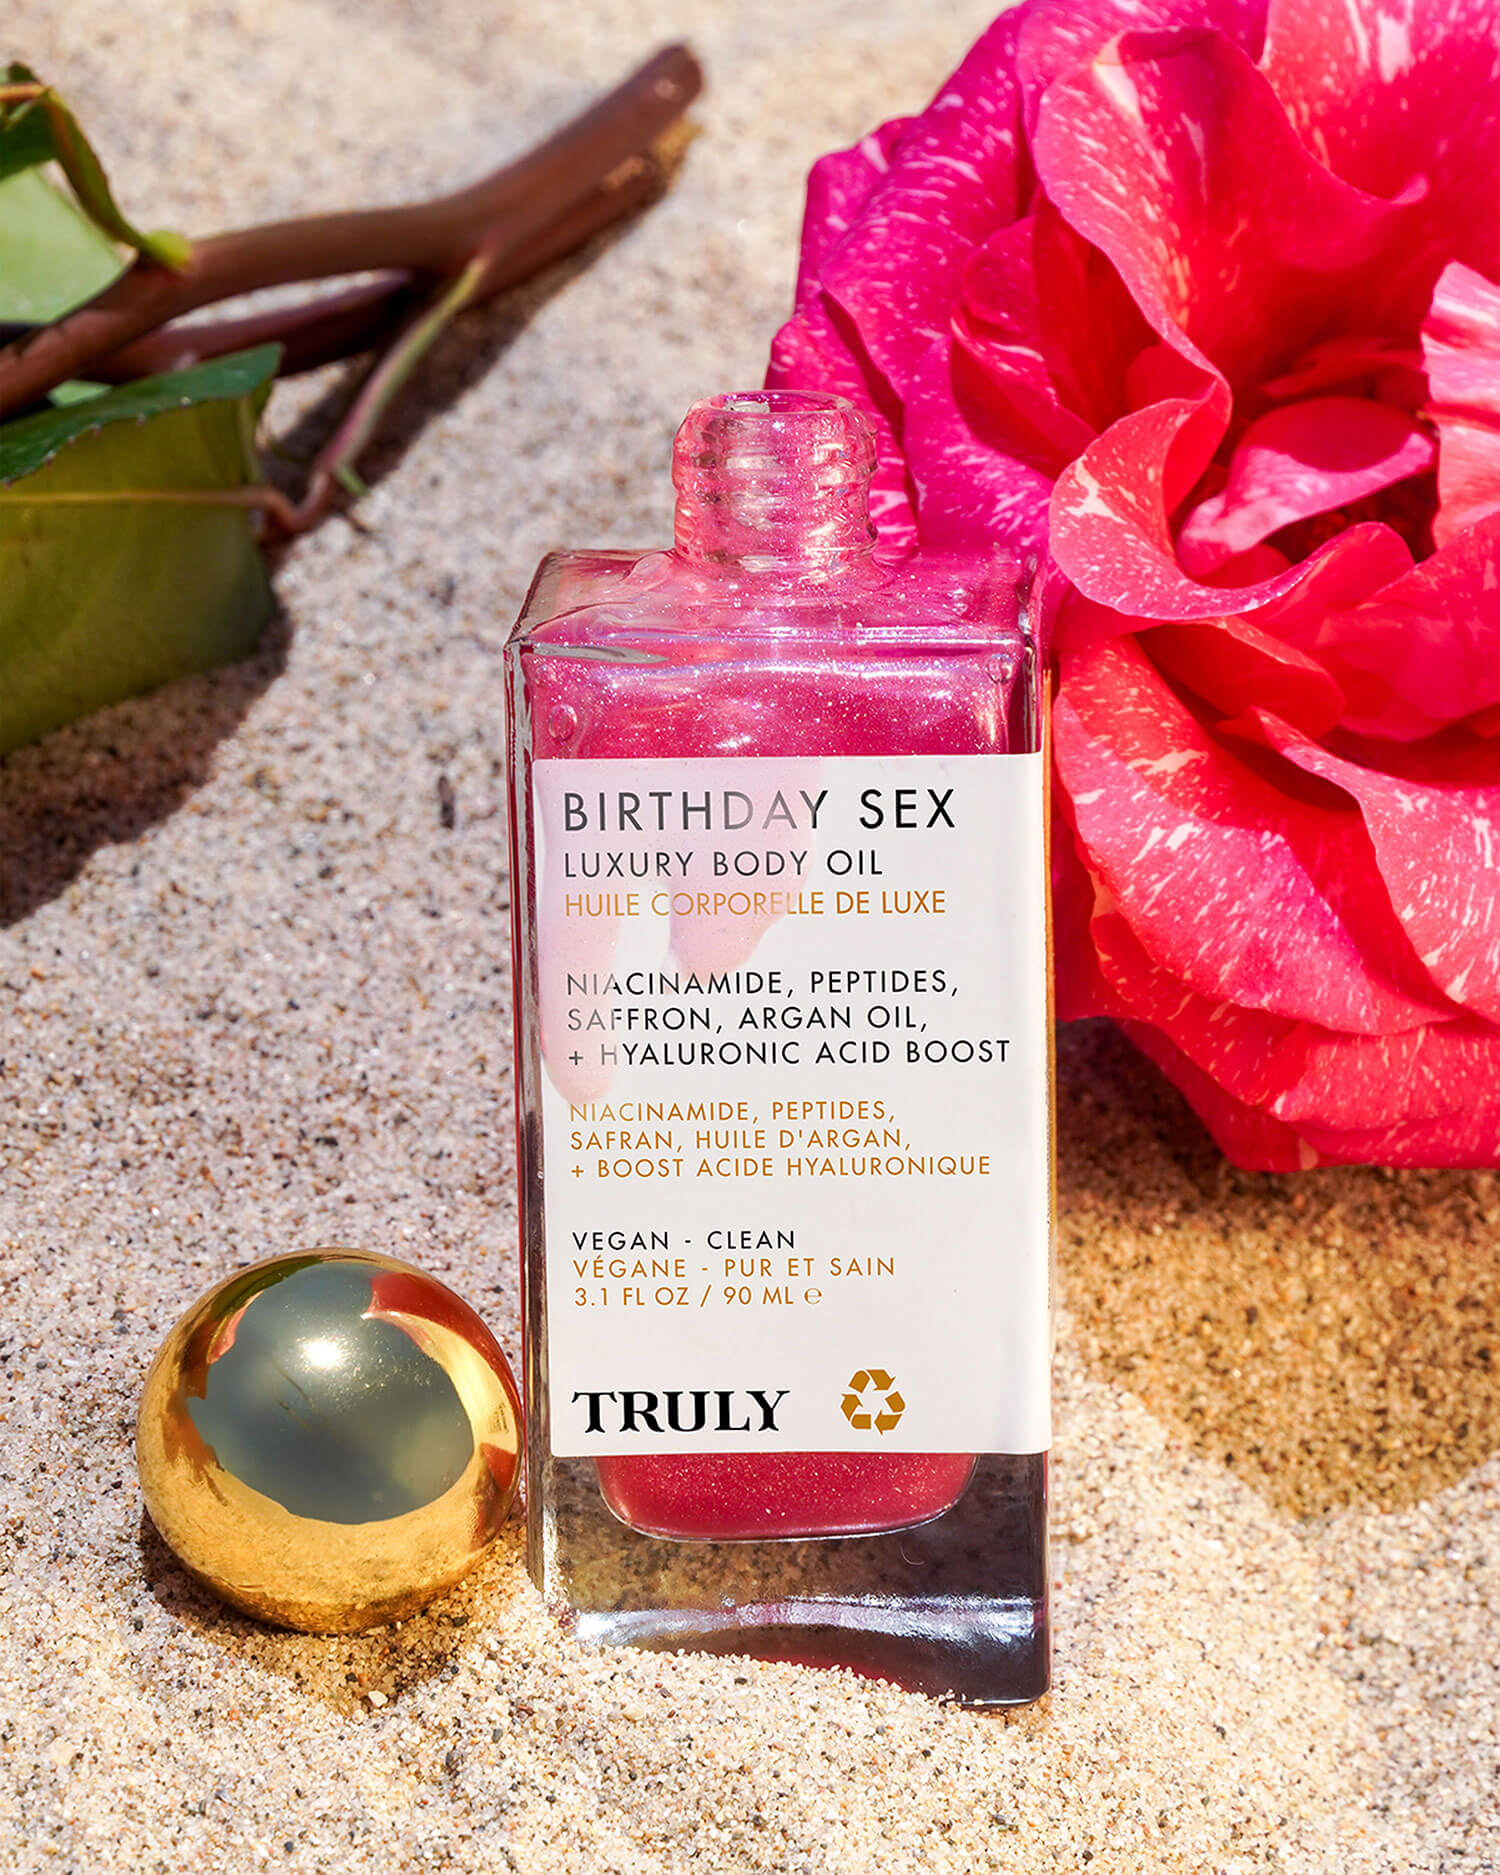 BIRTHDAY SEX
LUXURY BODY OIL
HUILE CORPORELLE DE LUXE
NIACINAMIDE, PEPTIDES,
SAFFRON, ARGAN OIL,
+ HYALURONIC ACID BOOST
NIACINAMIDE, PEPTIDES,
SAFRAN, HUILE D'ARGAN,
+ BOOST ACIDE HYALURONIQUE
VEGAN - CLEAN
VÉGANE - PUR ET SAIN
3.1 FL OZ / 90 ML ℮
TRULY